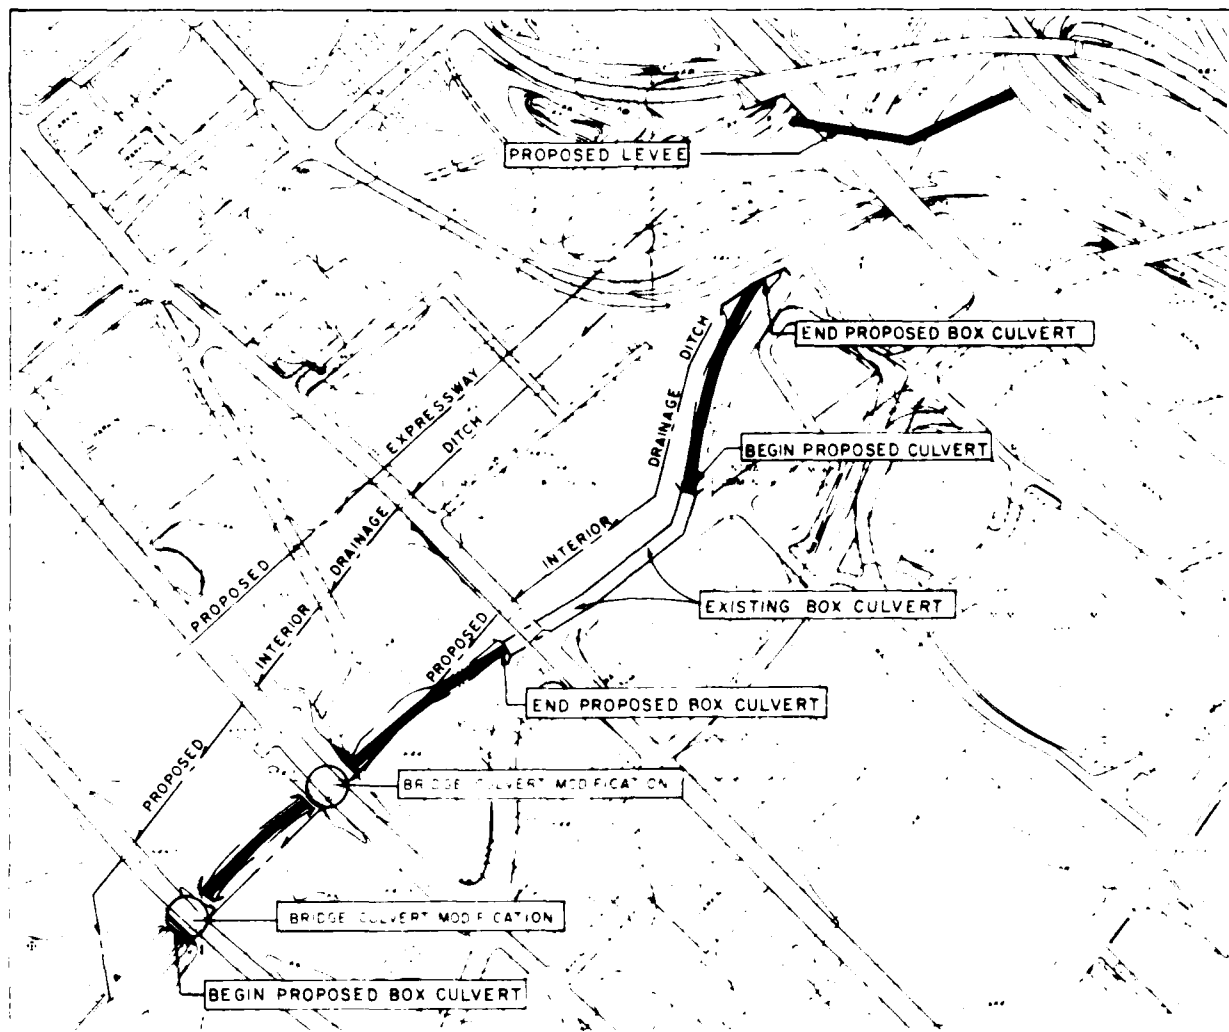 PROPOSED LEVEE
END PROPOSED BOX CULVERT
DRAINAGE DITCH
EXPRESSWAY
DITCH
BEGIN PROPOSED CULVERT
DRAINAGE
INTERIOR
PROPOSED
INTERIOR
EXISTING BOX CULVERT
PROPOSED
END PROPOSED BOX CULVERT
PROPOSED
BRIDGE CULVERT MODIFICATION
BRIDGE CULVERT MODIFICATION
BEGIN PROPOSED BOX CULVERT